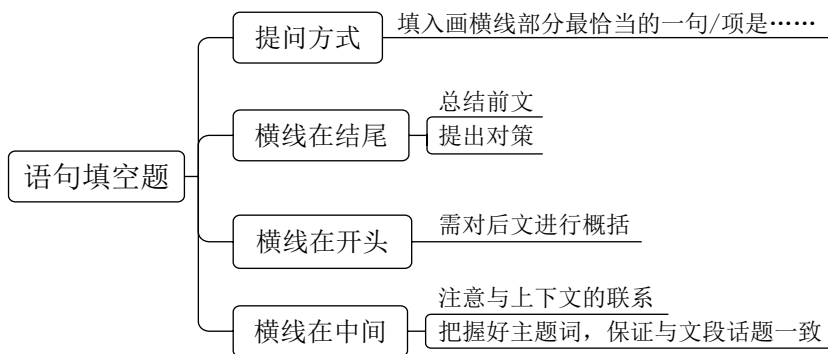 语句填空题
提问方式
填入画横线部分最恰当的一句/项是……
横线在结尾
总结前文
提出对策
横线在开头
需对后文进行概括
横线在中间
注意与上下文的联系
把握好主题词，保证与文段话题一致